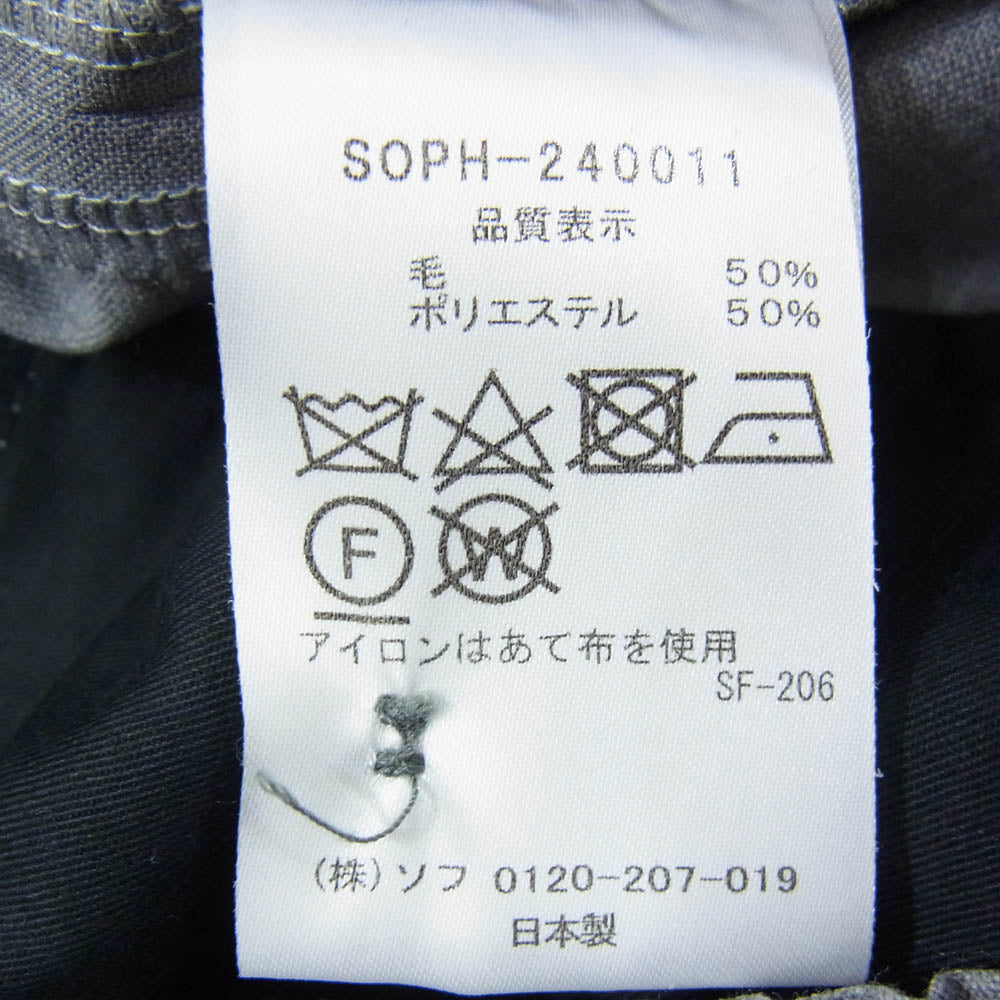 SOPH-240011
品質表示
毛 50%
ポリエステル 50%
F W
アイロンはあて布を使用
SF-206
(株)ソフ 0120-207-019
日本製